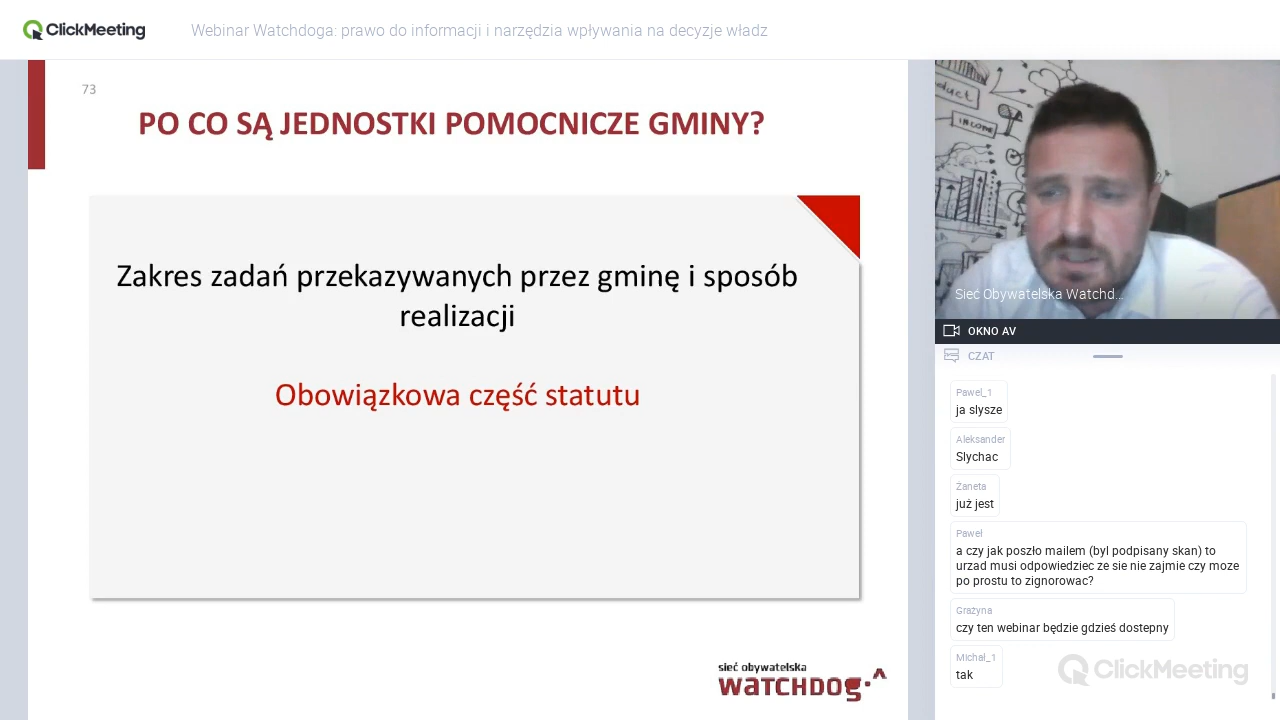 ClickMeeting
Webinar Watchdoga: prawo do informacji i narzędzia wpływania na decyzje władz
73
PO CO SĄ JEDNOSTKI POMOCNICZE GMINY?
Zakres zadań przekazywanych przez gminę i sposób
realizacji
Obowiązkowa część statutu
sieć obywatelska
WATCHDOG
INCOME
Sieć Obywatelska Watchd...
OKNO AV
CZAT
Pawel_1
ja slysze
Aleksander
Slychac
Żaneta
już jest
Paweł
a czy jak poszło mailem (byl podpisany skan) to
urzad musi odpowiedziec ze sie nie zajmie czy moze
po prostu to zignorowac?
Grażyna
czy ten webinar będzie gdzieś dostepny
Michał_1
tak
ClickMeeting